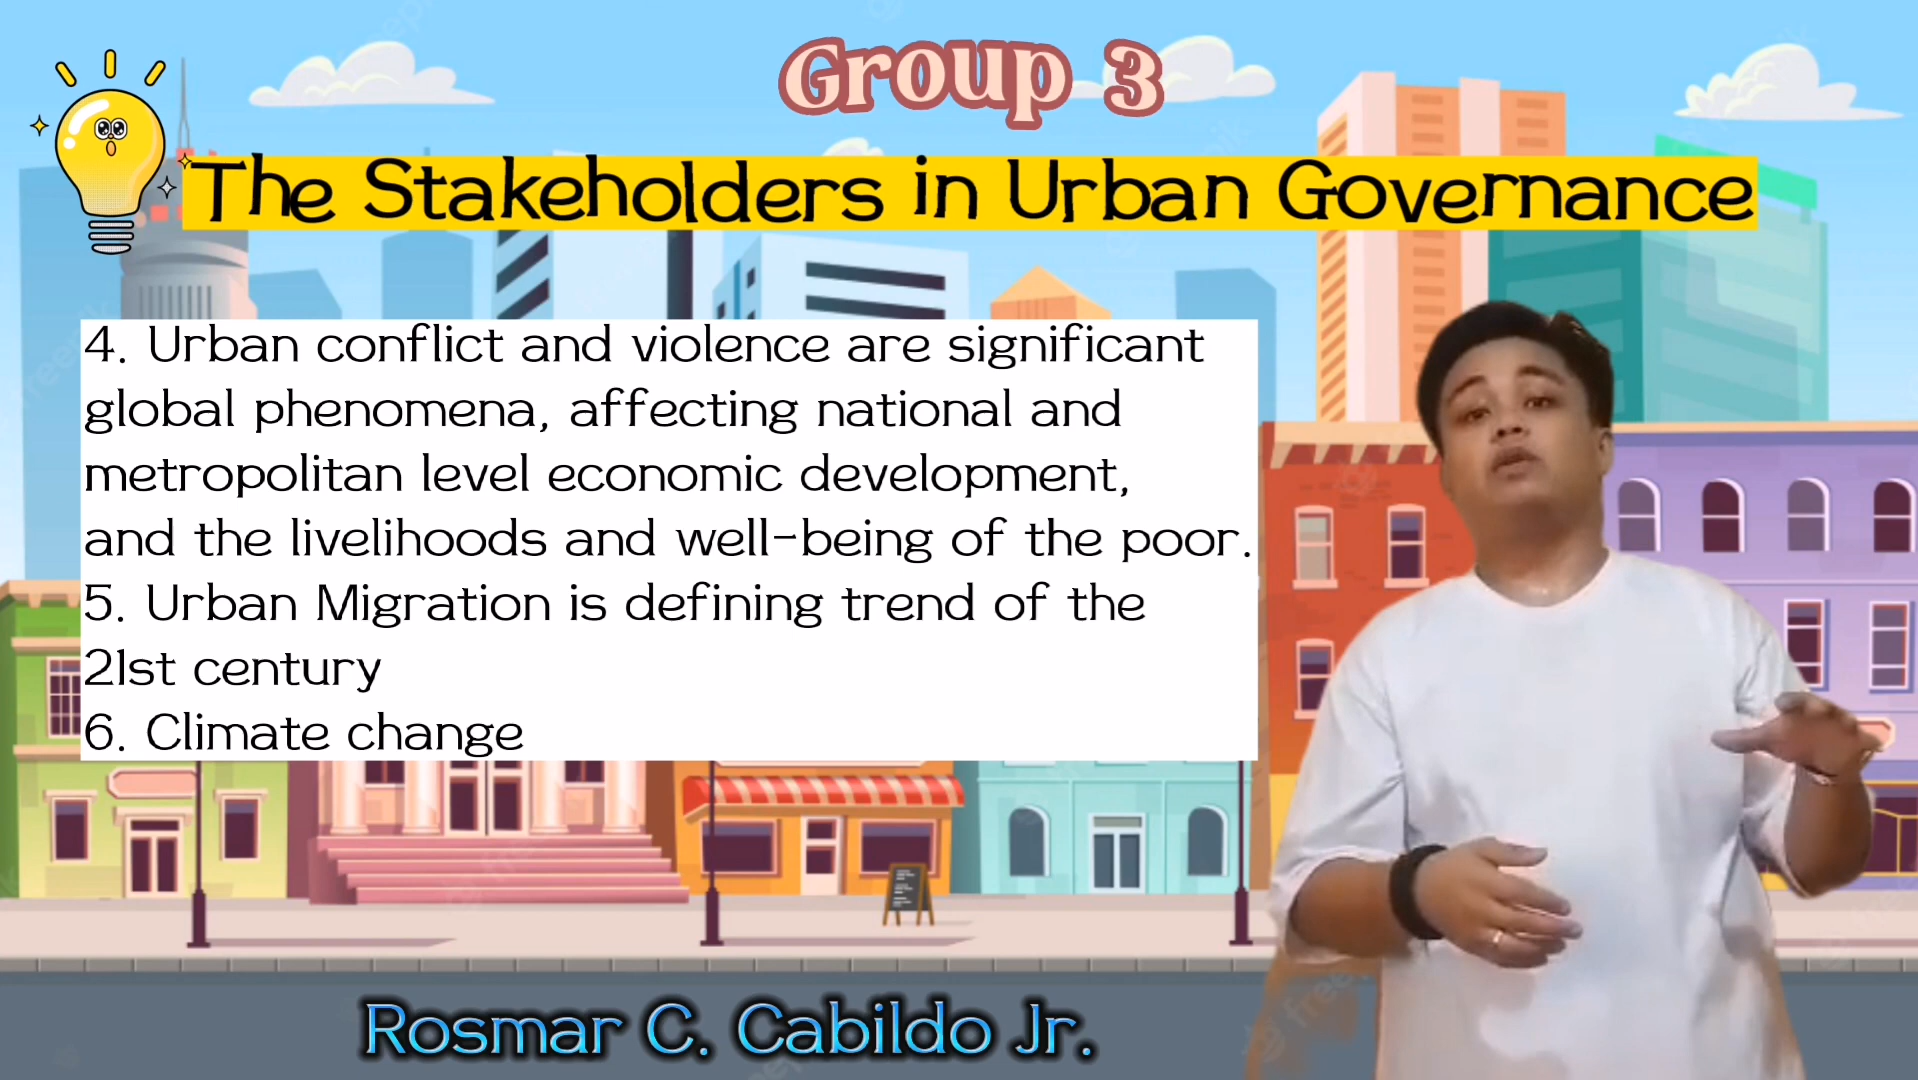 Group 3
The Stakeholders in Urban Governance
4. Urban conflict and violence are significant
global phenomena, affecting national and
metropolitan level economic development,
and the livelihoods and well-being of the poor.
5. Urban Migration is defining trend of the
21st century
6. Climate change
Rosmar C. Cabildo Jr.